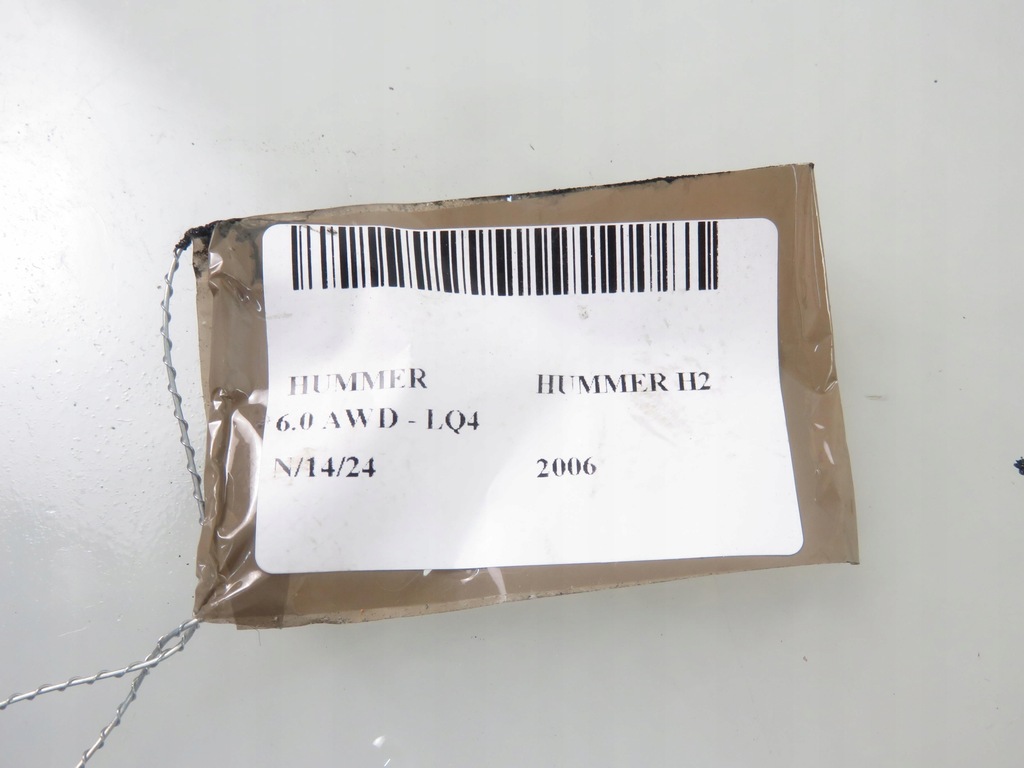 HUMMER HUMMER H2
6.0 AWD - LQ4
N/14/24 2006